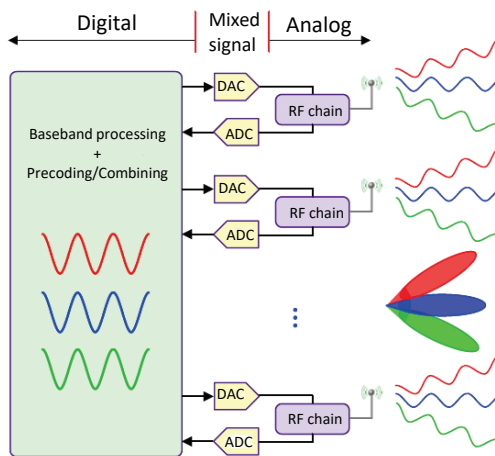 Digital
Mixed
signal
Analog
Baseband processing
+
Precoding/Combining
DAC
RF chain
ADC
DAC
RF chain
ADC
DAC
RF chain
ADC